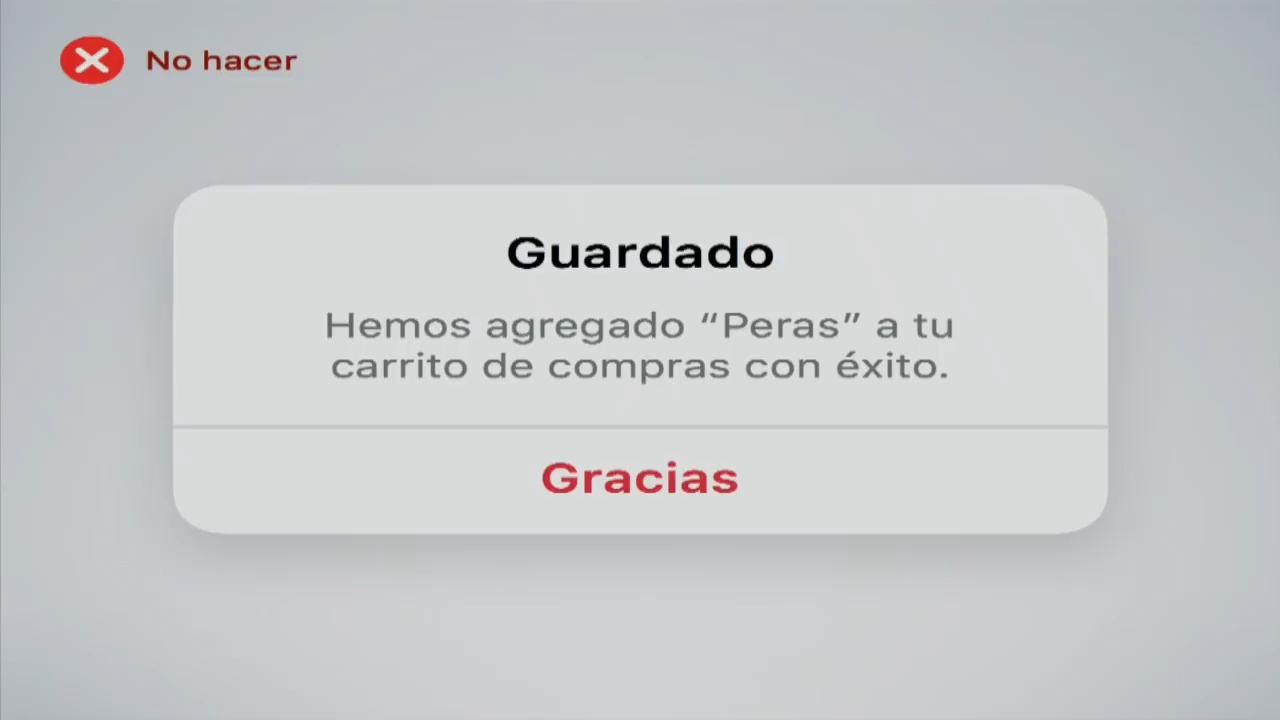 No hacer
Guardado
Hemos agregado “Peras” a tu
carrito de compras con éxito.
Gracias